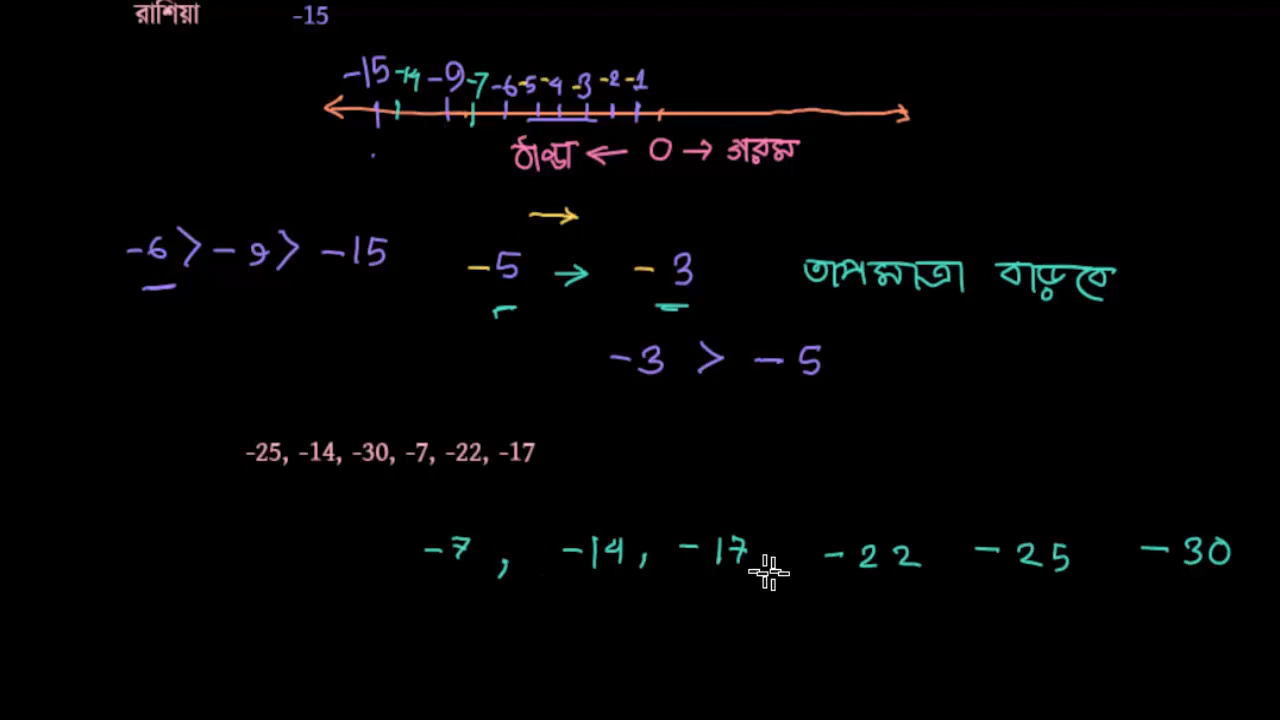 রাশিয়া -15
-15 -14 -9 -7 -6 -5 -4 -3 -2 -1
ঠান্ডা ← 0 → গরম
-6 > -9 > -15 -5 → -3 তাপমাত্রা বাড়বে
-3 > -5
-25, -14, -30, -7, -22, -17
-7, -14, -17 -22 -25 -30